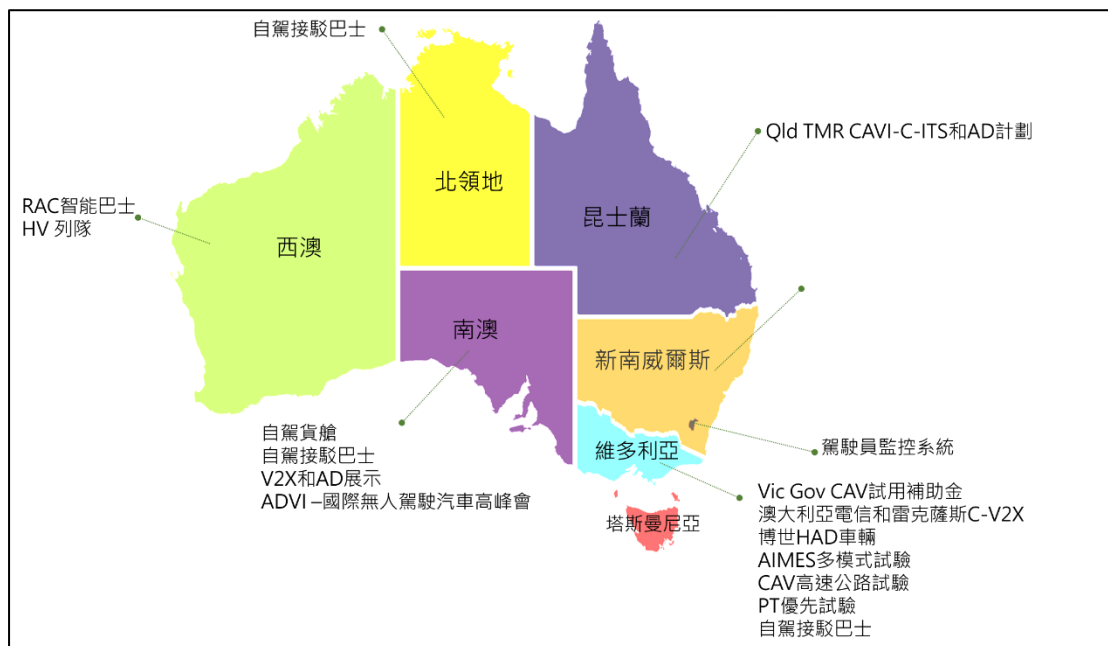 自駕接駁巴士
Qld TMR CAVI-C-ITS和AD計劃
北領地
昆士蘭
RAC智能巴士
HV 列隊
西澳
南澳
新南威爾斯
自駕貨艙
自駕接駁巴士
V2X和AD展示
ADVI –國際無人駕駛汽車高峰會
維多利亞
駕駛員監控系統
Vic Gov CAV試用補助金
澳大利亞電信和雷克薩斯C-V2X
博世HAD車輛
AIMES多模式試驗
CAV高速公路試驗
PT優先試驗
自駕接駁巴士
塔斯曼尼亞